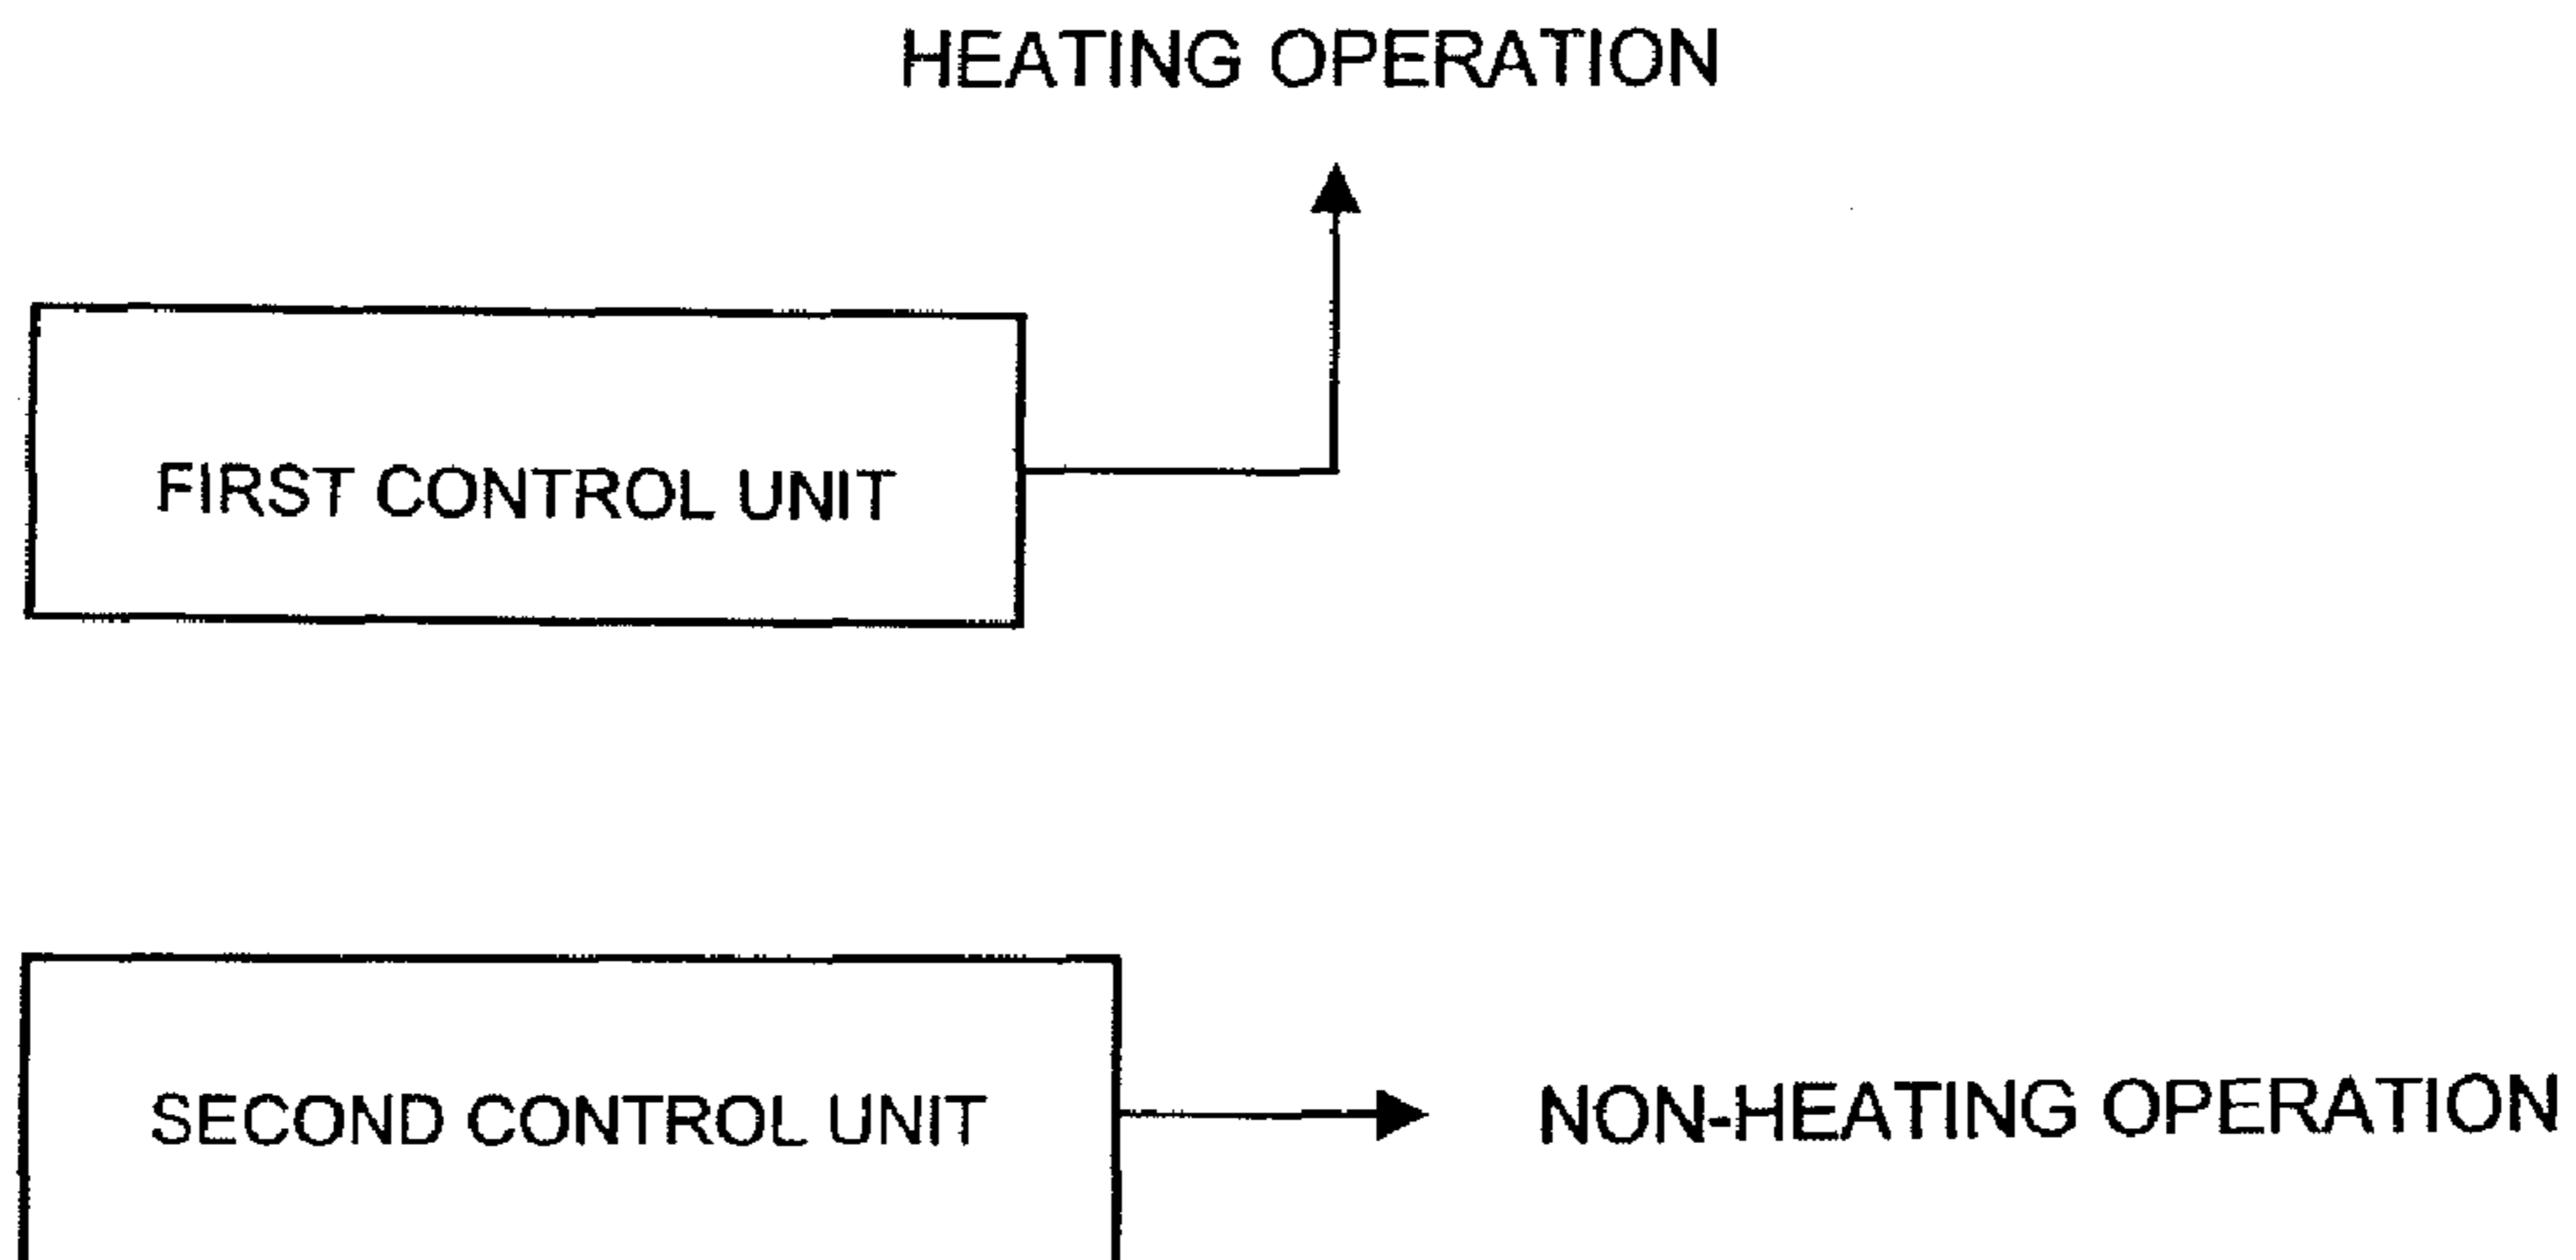 HEATING OPERATION
FIRST CONTROL UNIT
SECOND CONTROL UNIT
NON-HEATING OPERATION